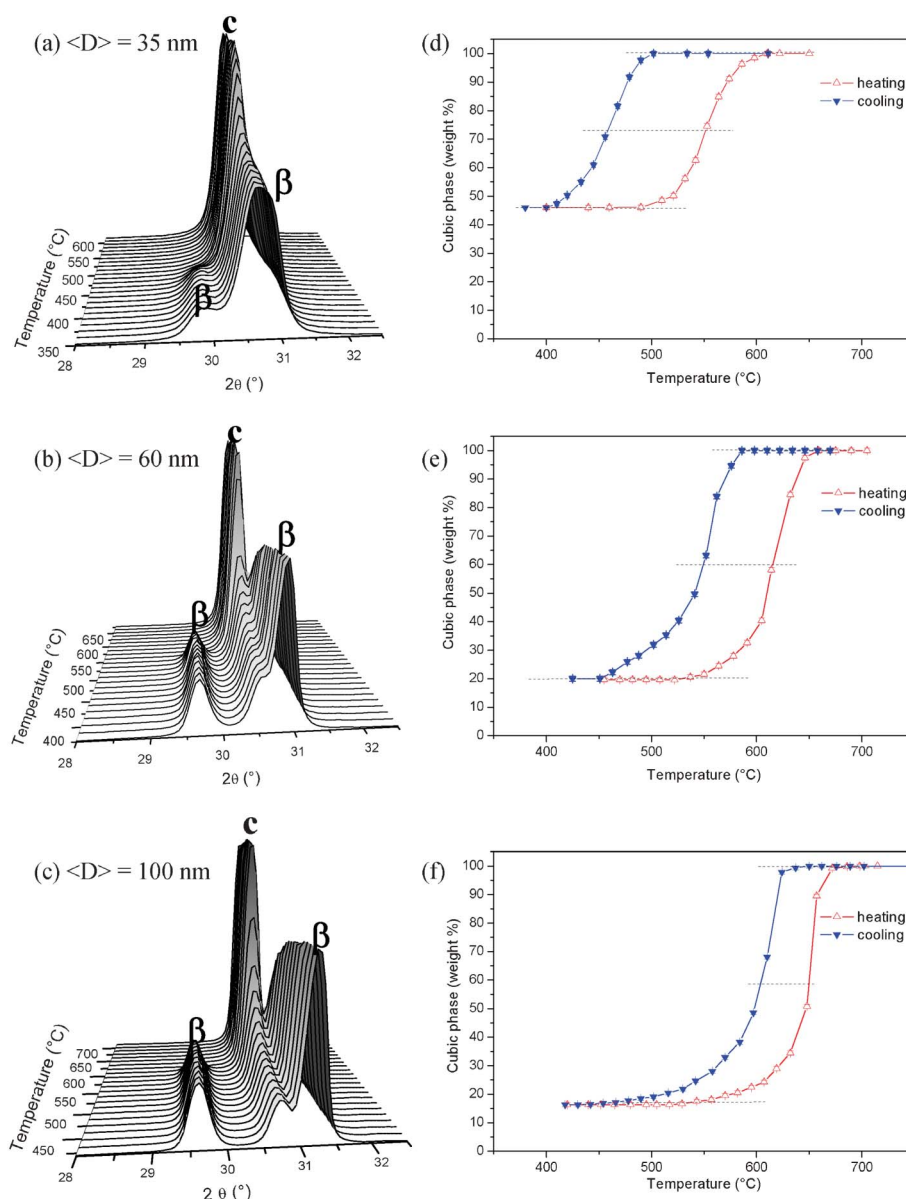 (a) <D> = 35 nm
c
β
β
Temperature (°C)
600
550
500
450
400
350
28
29
30
31
32
2θ (°)
(d)
Cubic phase (weight %)
100
90
80
70
60
50
40
30
20
10
0
heating
cooling
400
500
600
700
Temperature (°C)
(b) <D> = 60 nm
c
β
β
Temperature (°C)
650
600
550
500
450
400
28
29
30
31
32
2θ (°)
(e)
Cubic phase (weight %)
100
90
80
70
60
50
40
30
20
10
0
heating
cooling
400
500
600
700
Temperature (°C)
(c) <D> = 100 nm
c
β
β
Temperature (°C)
700
650
600
550
500
450
28
29
30
31
32
2 θ (°)
(f)
Cubic phase (weight %)
100
90
80
70
60
50
40
30
20
10
0
heating
cooling
400
500
600
700
Temperature (°C)